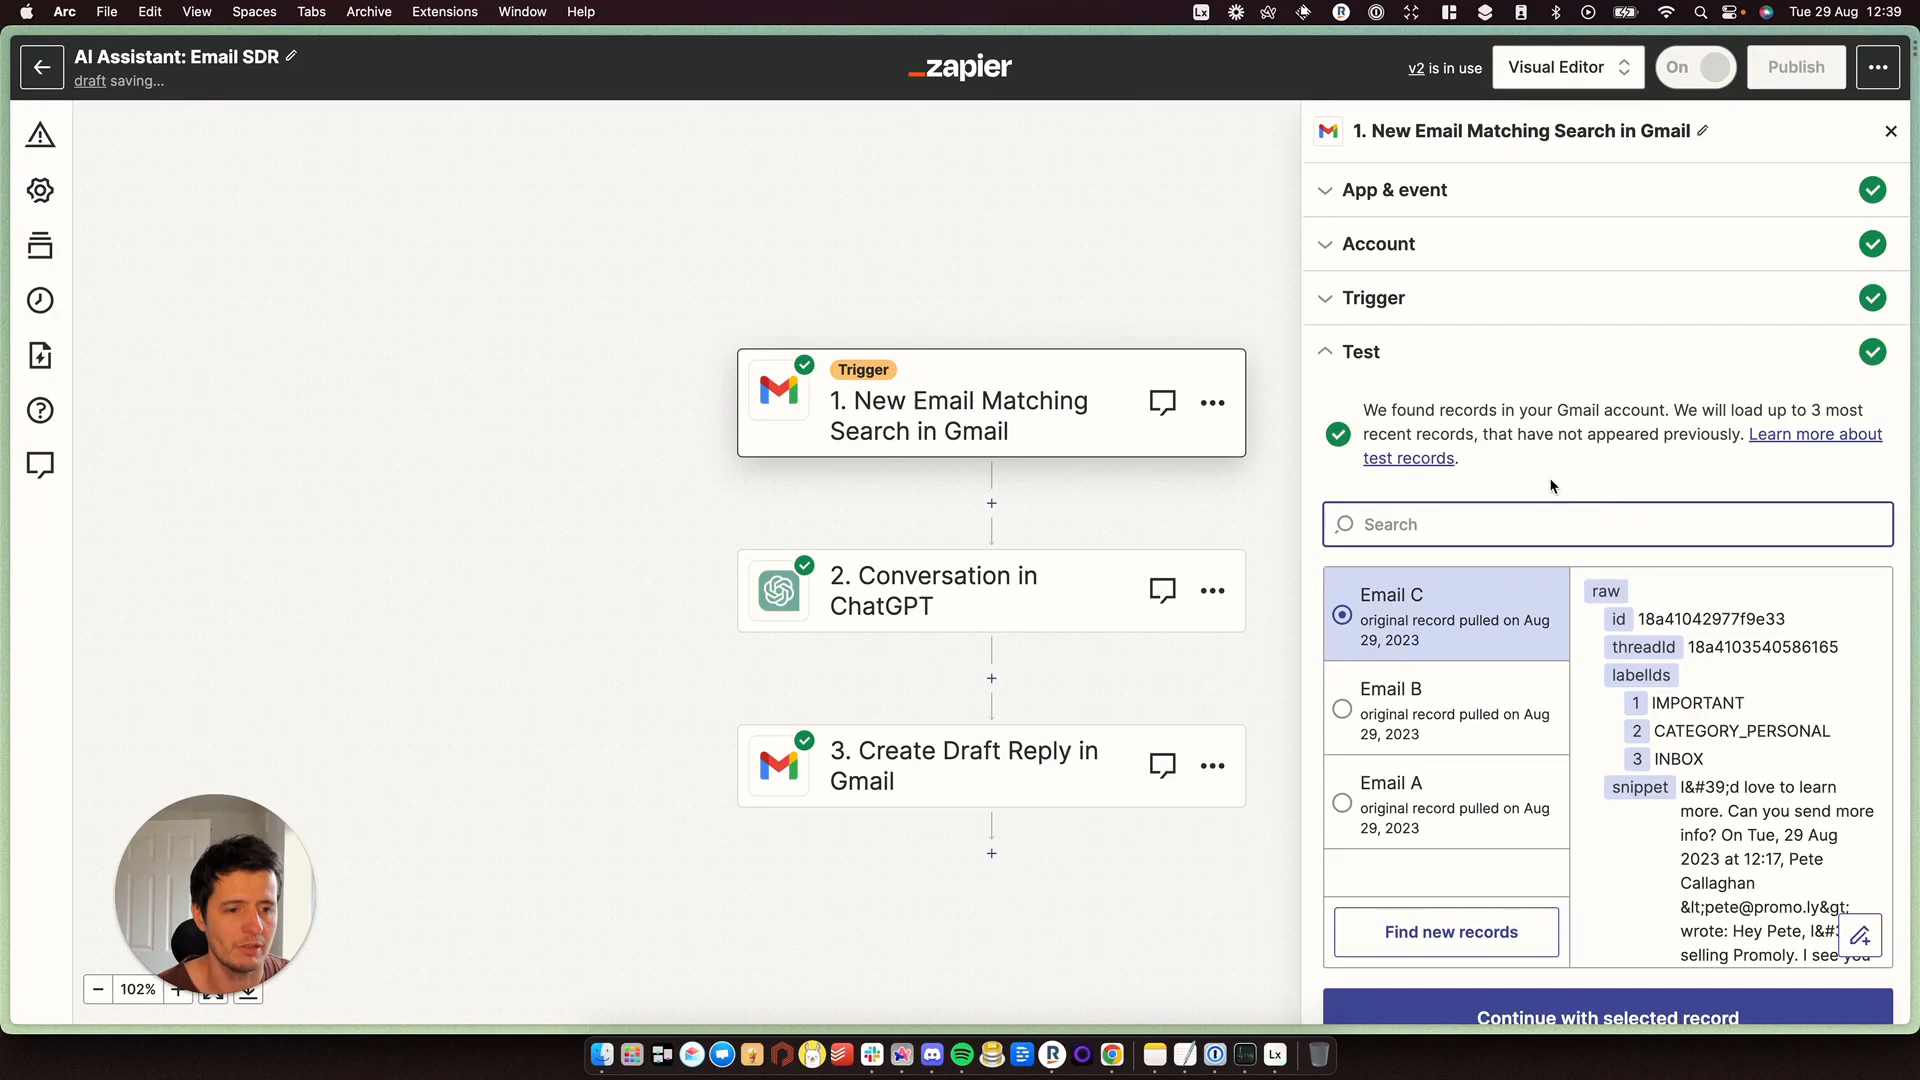 Arc File Edit View Spaces Tabs Archive Extensions Window Help
Tue 29 Aug 12:39
AI Assistant: Email SDR
draft saving...
_zapier
v2 is in use
Visual Editor
On
Publish
1. New Email Matching Search in Gmail
App & event
Account
Trigger
Test
We found records in your Gmail account. We will load up to 3 most
recent records, that have not appeared previously. Learn more about
test records.
Search
Email C
original record pulled on Aug
29, 2023
Email B
original record pulled on Aug
29, 2023
Email A
original record pulled on Aug
29, 2023
Find new records
raw
id 18a41042977f9e33
threadId 18a4103540586165
labelIds
1 IMPORTANT
2 CATEGORY_PERSONAL
3 INBOX
snippet I&#39;d love to learn
more. Can you send more
info? On Tue, 29 Aug
2023 at 12:17, Pete
Callaghan
&lt;pete@promo.ly&gt;
wrote: Hey Pete, I&#3
selling Promoly. I see you
Continue with selected record
Trigger
1. New Email Matching
Search in Gmail
2. Conversation in
ChatGPT
3. Create Draft Reply in
Gmail
102%
Lx
Lx